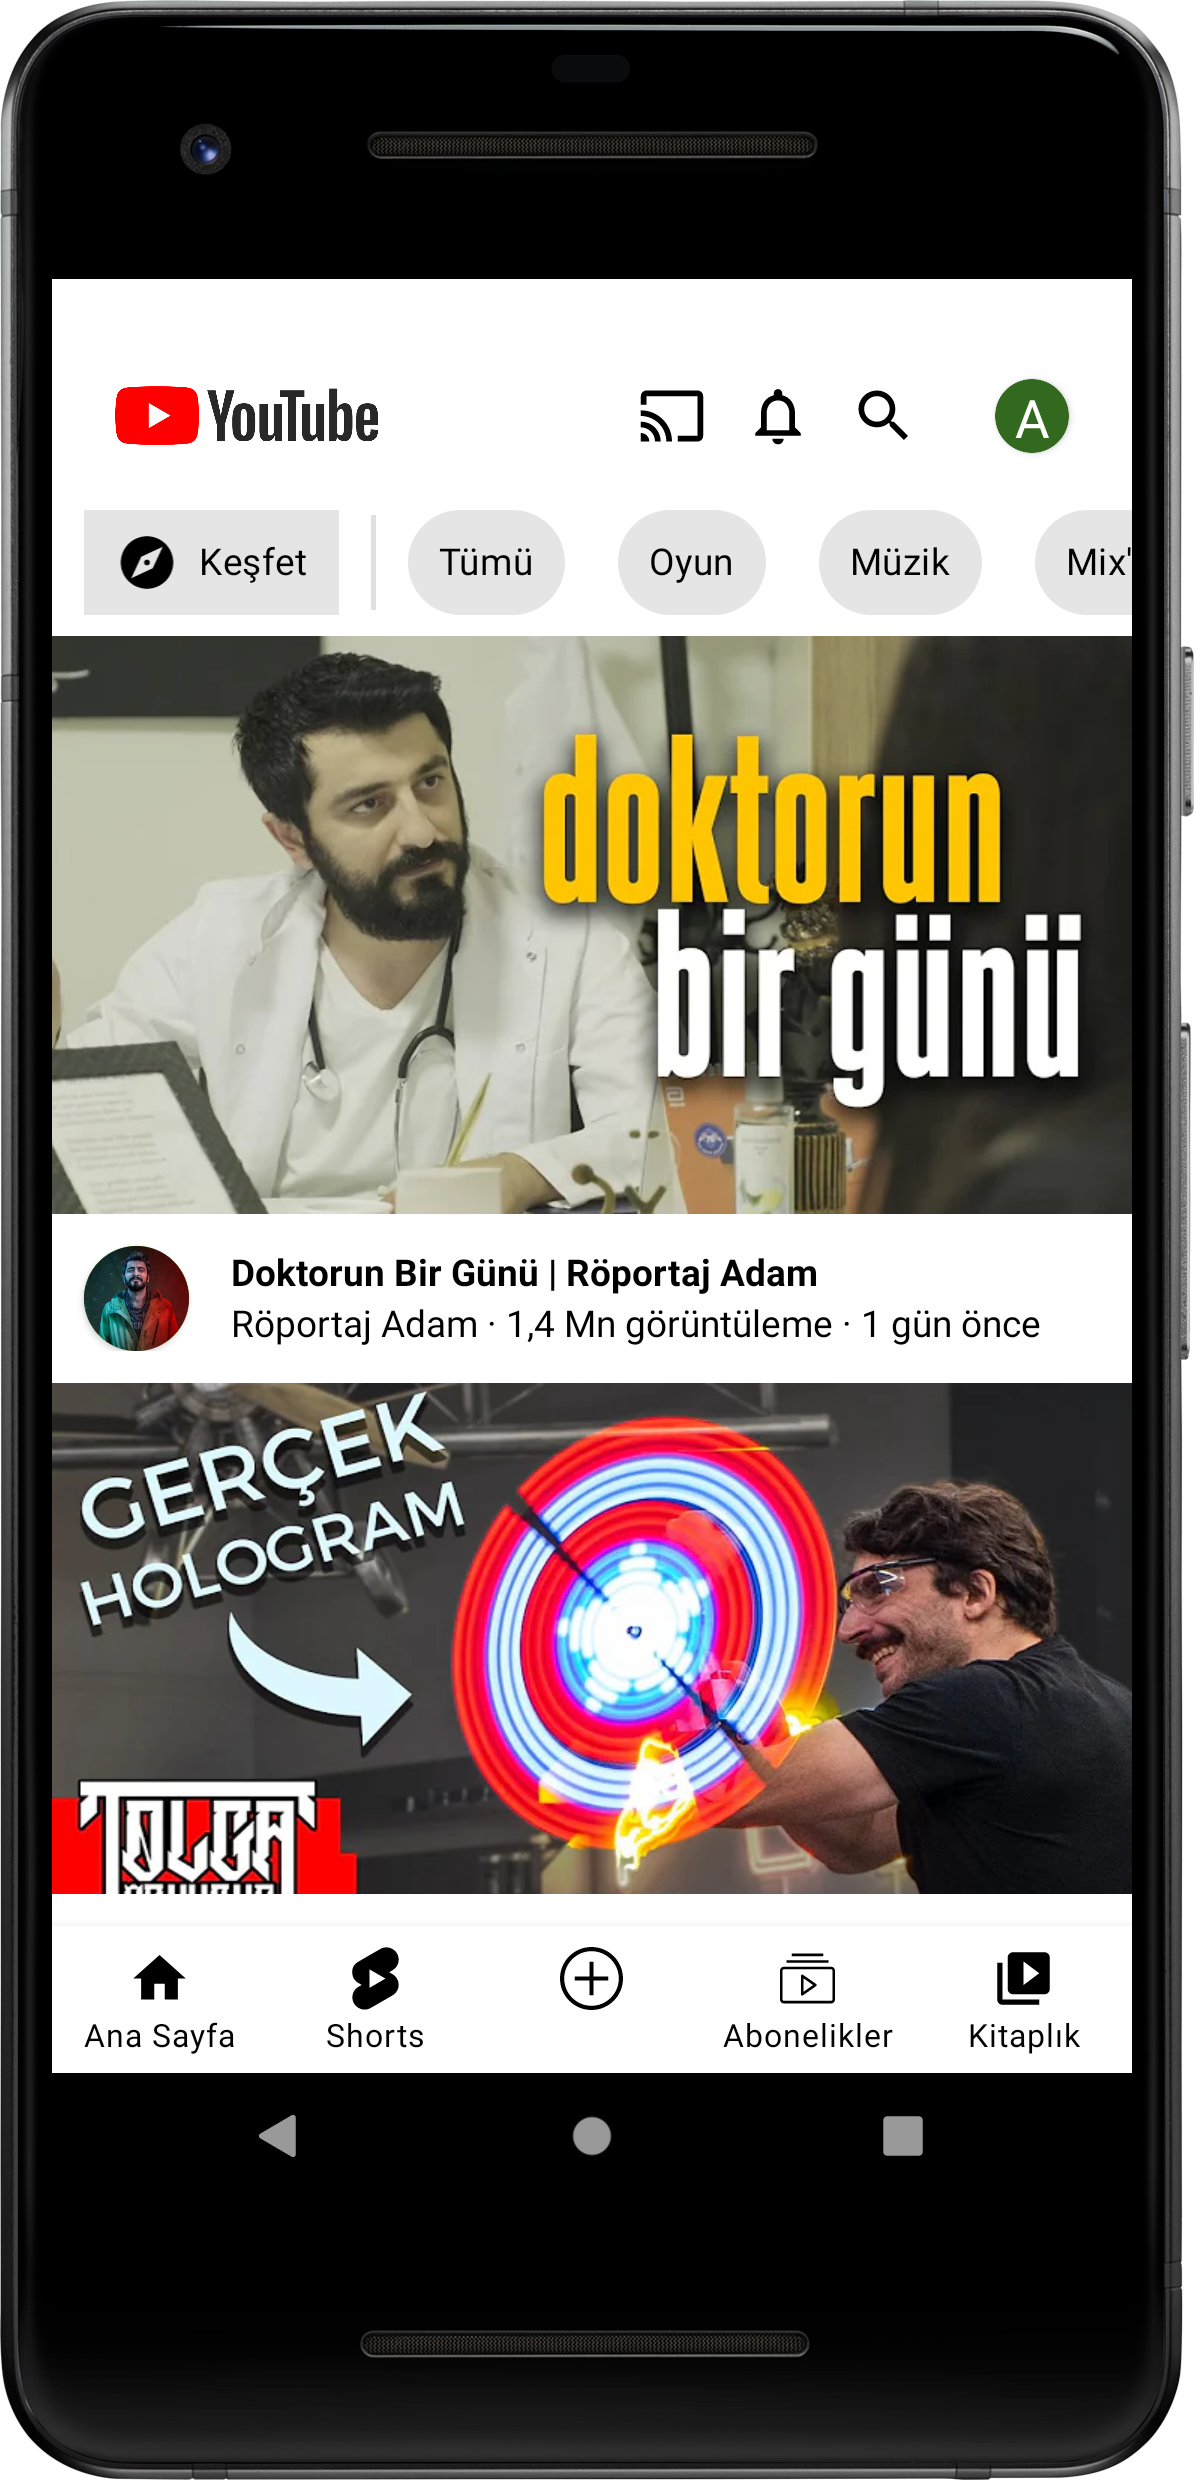 YouTube
A
Keşfet
Tümü
Oyun
Müzik
Mix'
doktorun
bir günü
Doktorun Bir Günü | Röportaj Adam
Röportaj Adam · 1,4 Mn görüntüleme · 1 gün önce
GERÇEK
HOLOGRAM
TOLGA
Ana Sayfa
Shorts
Abonelikler
Kitaplık